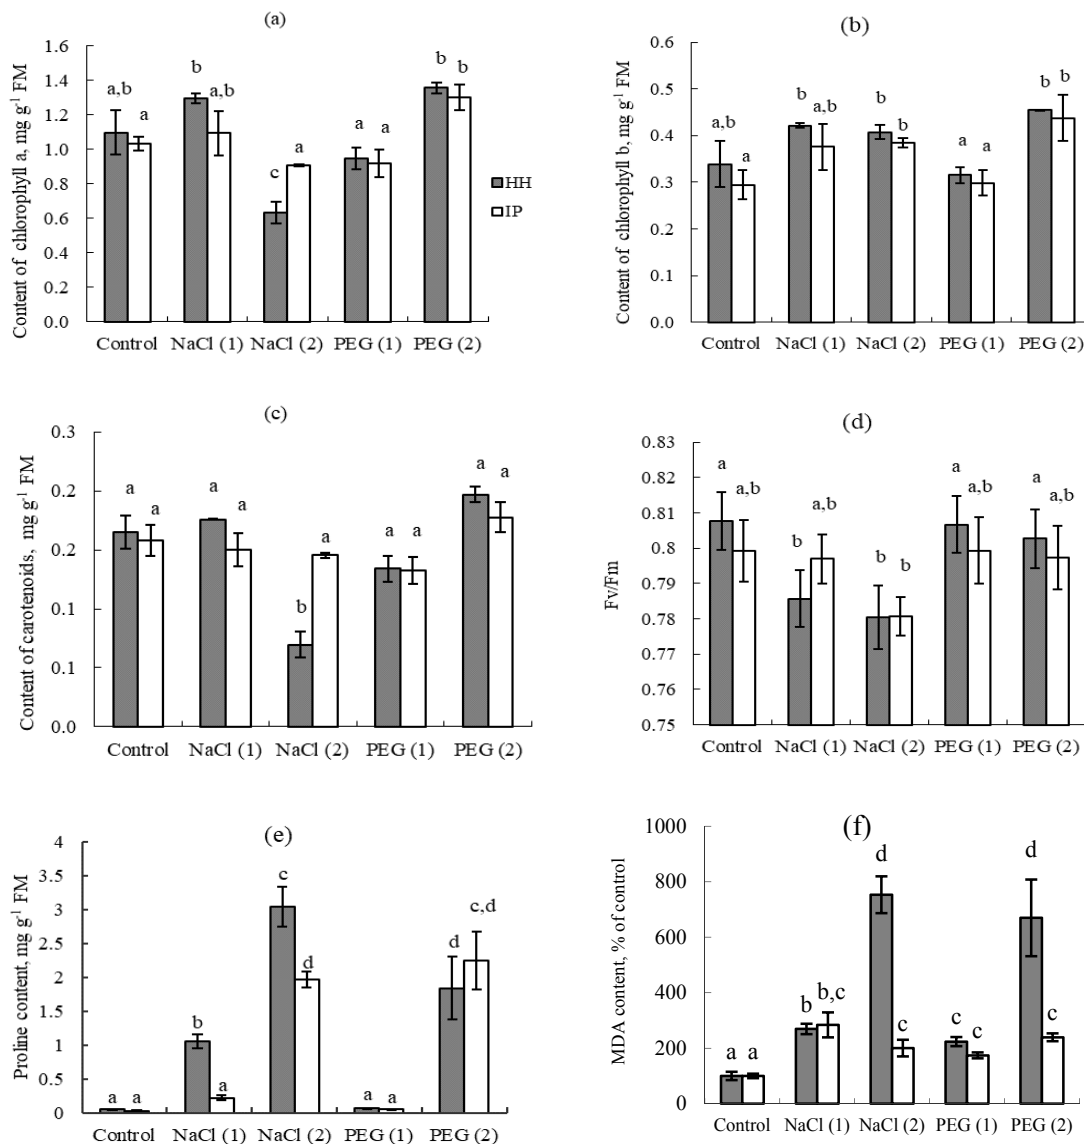 (a)
Content of chlorophyll a, mg g⁻¹ FM
1.6
1.4
1.2
1.0
0.8
0.6
0.4
0.2
0.0
a,b
a
b
a,b
c
a
a
a
b
b
Control NaCl (1) NaCl (2) PEG (1) PEG (2)
HH
IP
(b)
Content of chlorophyll b, mg g⁻¹ FM
0.6
0.5
0.4
0.3
0.2
0.1
0.0
a,b
a
b
a,b
b
b
a
a
b
b
Control NaCl (1) NaCl (2) PEG (1) PEG (2)
(c)
Content of carotenoids, mg g⁻¹ FM
0.3
0.2
0.2
0.1
0.1
0.0
a
a
a
a
b
a
a
a
a
a
Control NaCl (1) NaCl (2) PEG (1) PEG (2)
(d)
Fv/Fm
0.83
0.82
0.81
0.8
0.79
0.78
0.77
0.76
0.75
a
a,b
b
a,b
b
b
a
a,b
a
a,b
Control NaCl (1) NaCl (2) PEG (1) PEG (2)
(e)
Proline content, mg g⁻¹ FM
4
3.5
3
2.5
2
1.5
1
0.5
0
a
a
b
a
c
d
a
a
d
c,d
Control NaCl (1) NaCl (2) PEG (1) PEG (2)
(f)
MDA content, % of control
1000
800
600
400
200
0
a
a
b
b,c
d
c
c
c
d
c
Control NaCl (1) NaCl (2) PEG (1) PEG (2)